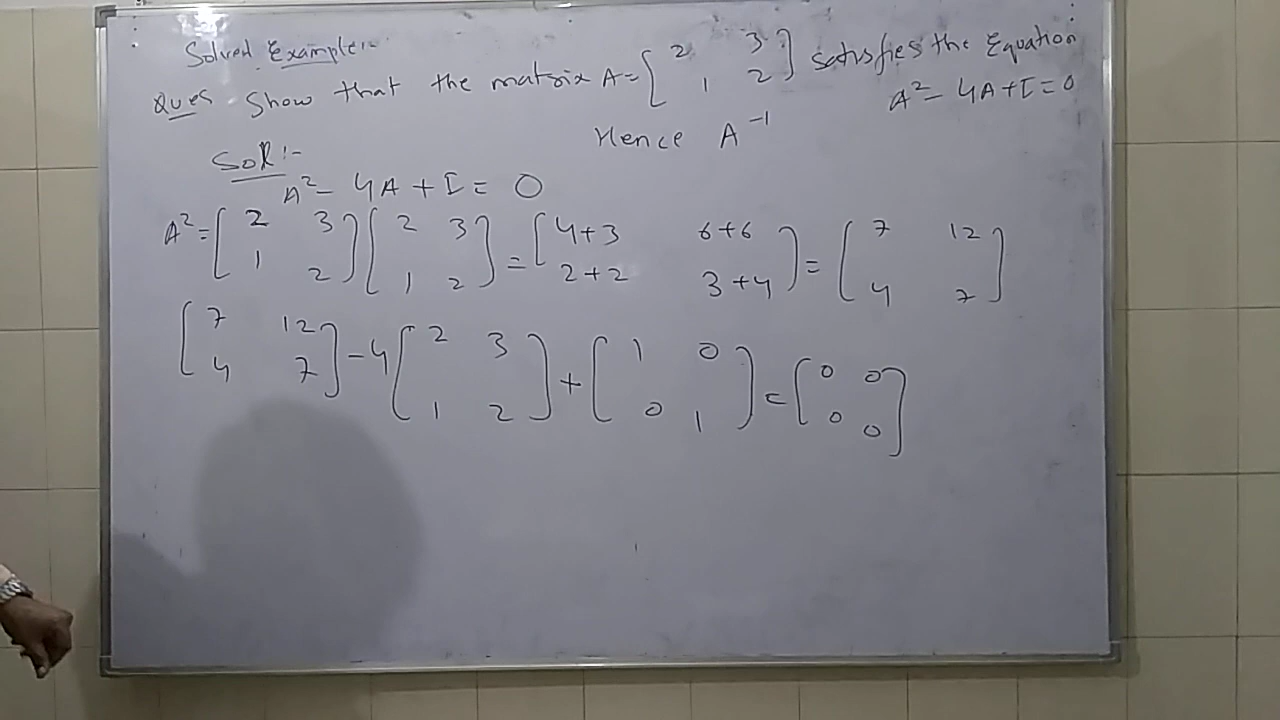 Solved Example:-
Ques. Show that the matrix A = [ 2 3 ; 1 2 ] satisfies the Equation
A² - 4A + I = 0
Hence A⁻¹
Sol:-
A² - 4A + I = 0
A² = [ 2 3 ; 1 2 ] [ 2 3 ; 1 2 ] = [ 4+3 6+6 ; 2+2 3+4 ] = [ 7 12 ; 4 7 ]
[ 7 12 ; 4 7 ] - 4 [ 2 3 ; 1 2 ] + [ 1 0 ; 0 1 ] = [ 0 0 ; 0 0 ]